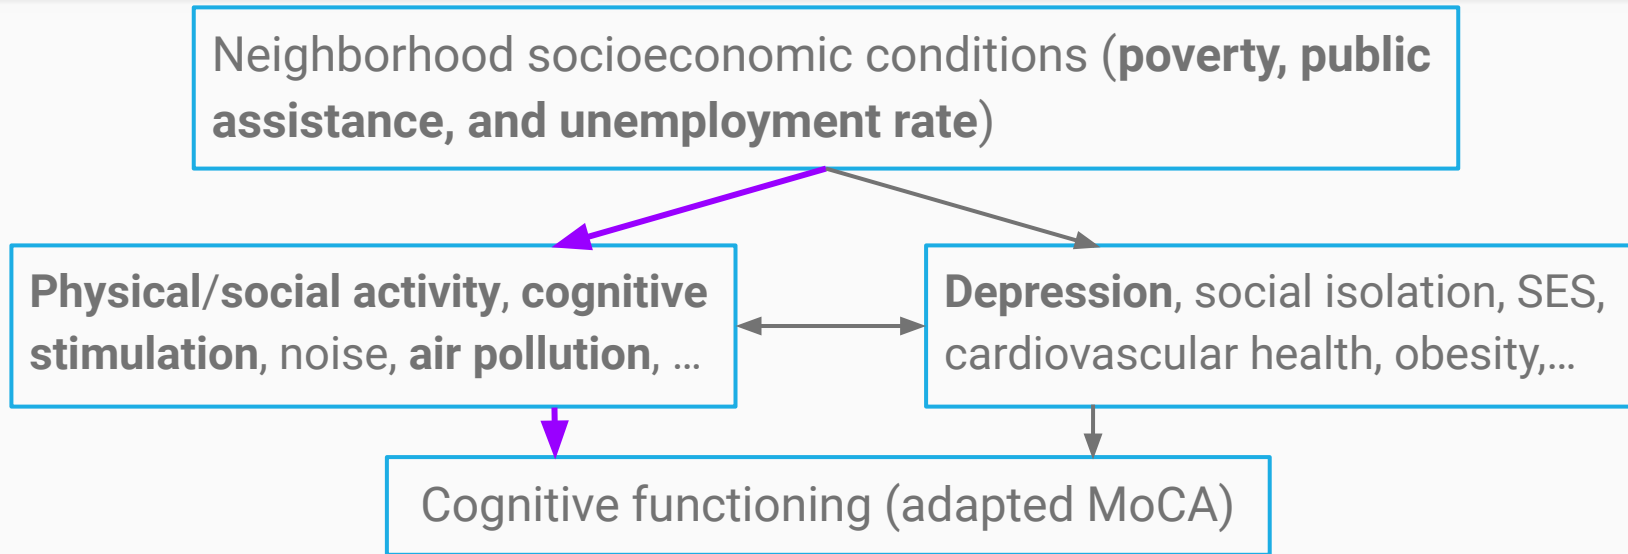 Neighborhood socioeconomic conditions (poverty, public
assistance, and unemployment rate)
Physical/social activity, cognitive
stimulation, noise, air pollution, ...
Depression, social isolation, SES,
cardiovascular health, obesity,...
Cognitive functioning (adapted MoCA)